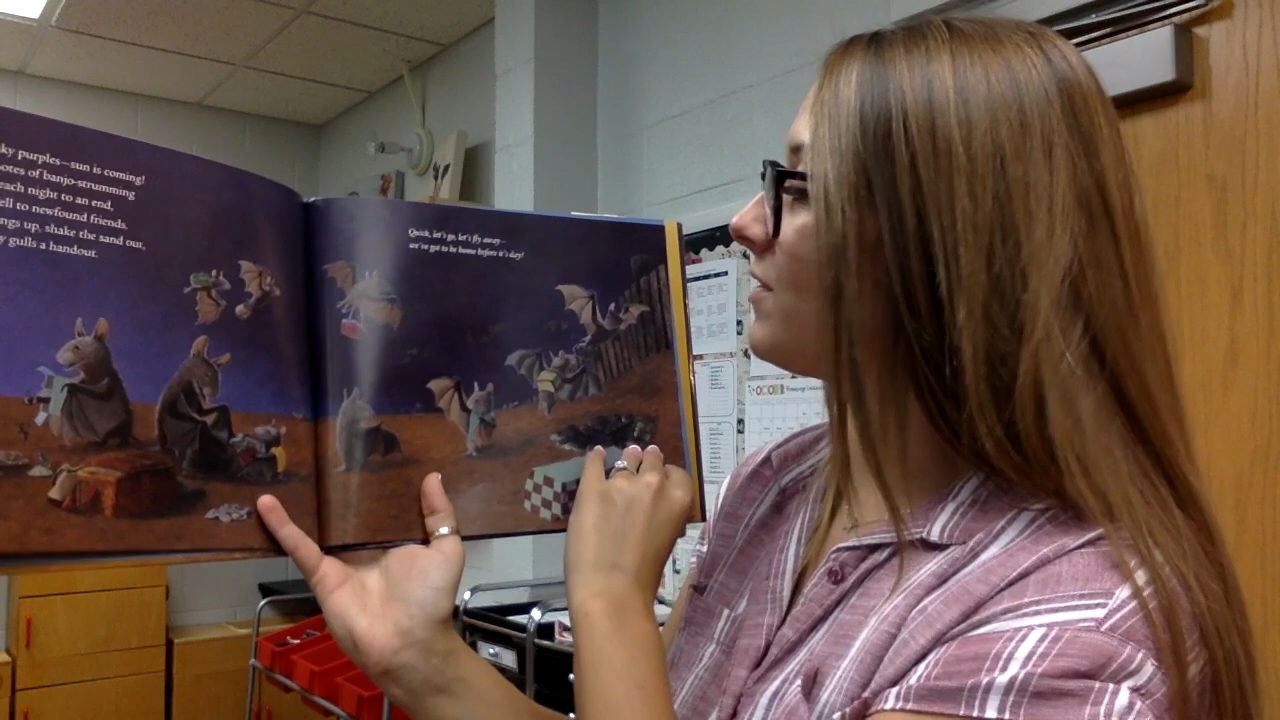 ky purples—sun is coming!
otes of banjo-strumming
each night to an end,
ell to newfound friends,
ngs up, shake the sand out,
y gulls a handout.
Quick, let's go, let's fly away—
we've got to be home before it's day!